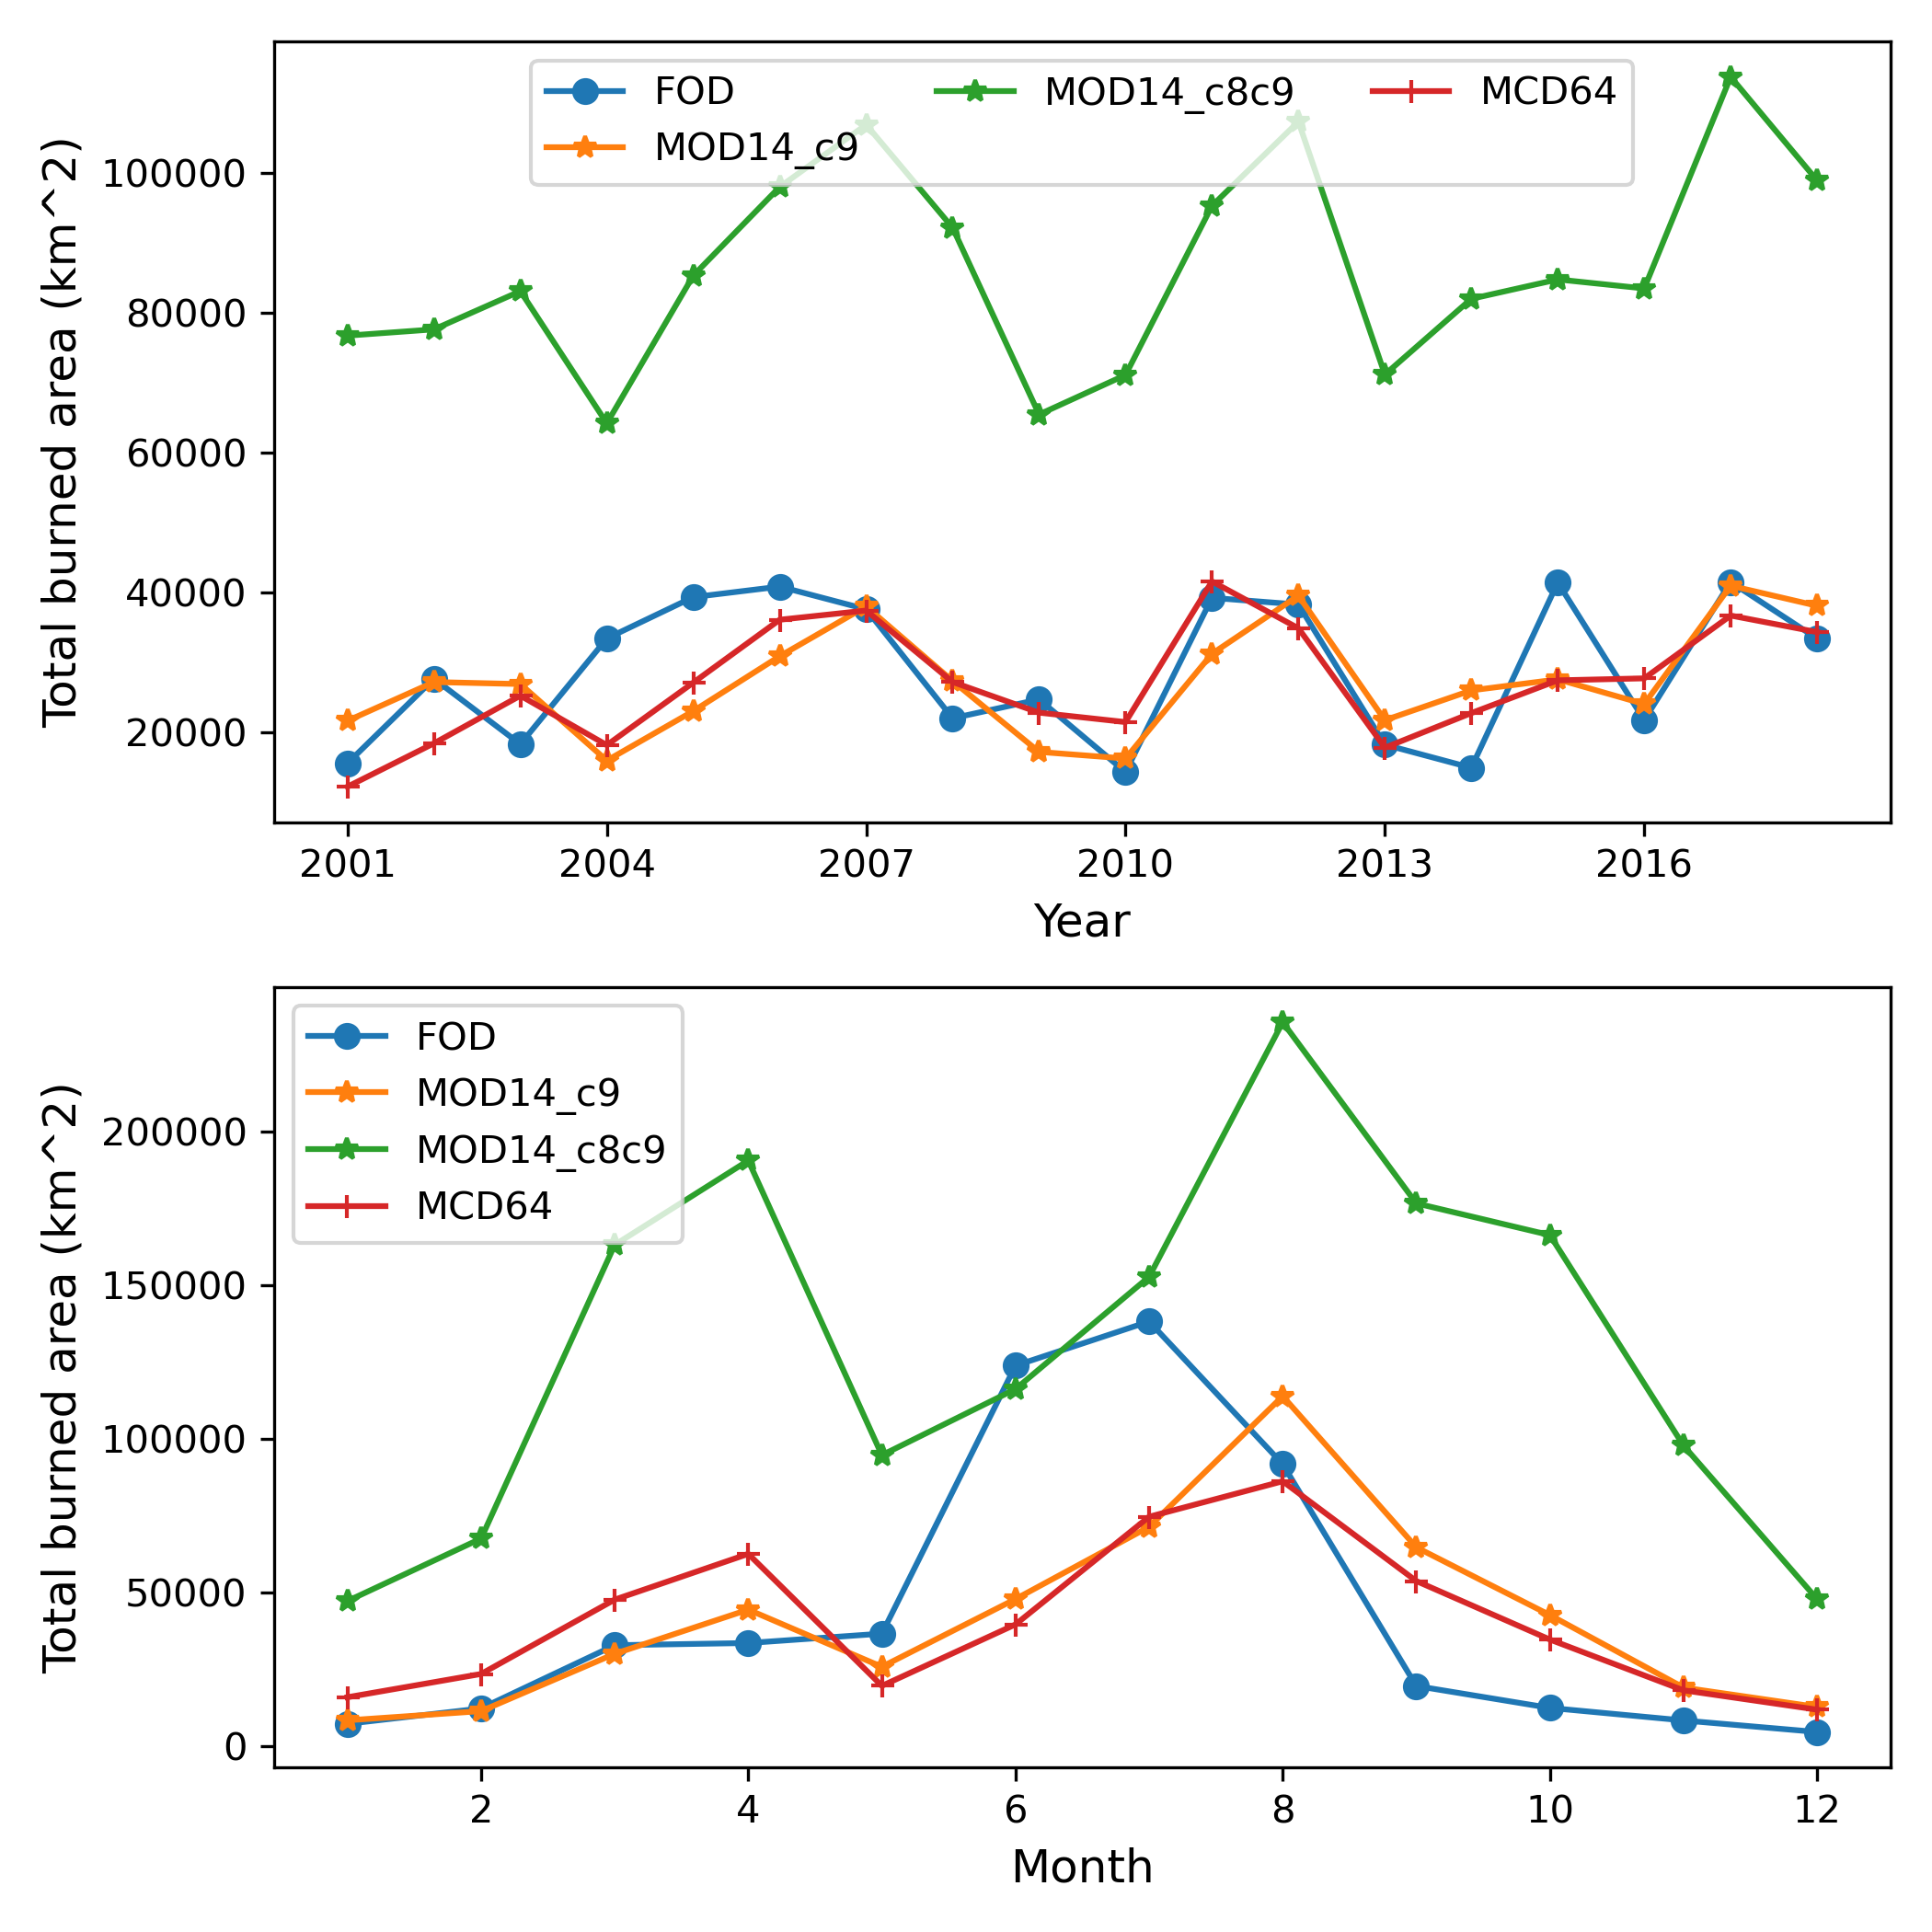 FOD
MOD14_c9
MOD14_c8c9
MCD64
100000
80000
60000
40000
20000
Total burned area (km^2)
2001 2004 2007 2010 2013 2016
Year
FOD
MOD14_c9
MOD14_c8c9
MCD64
200000
150000
100000
50000
0
Total burned area (km^2)
2 4 6 8 10 12
Month